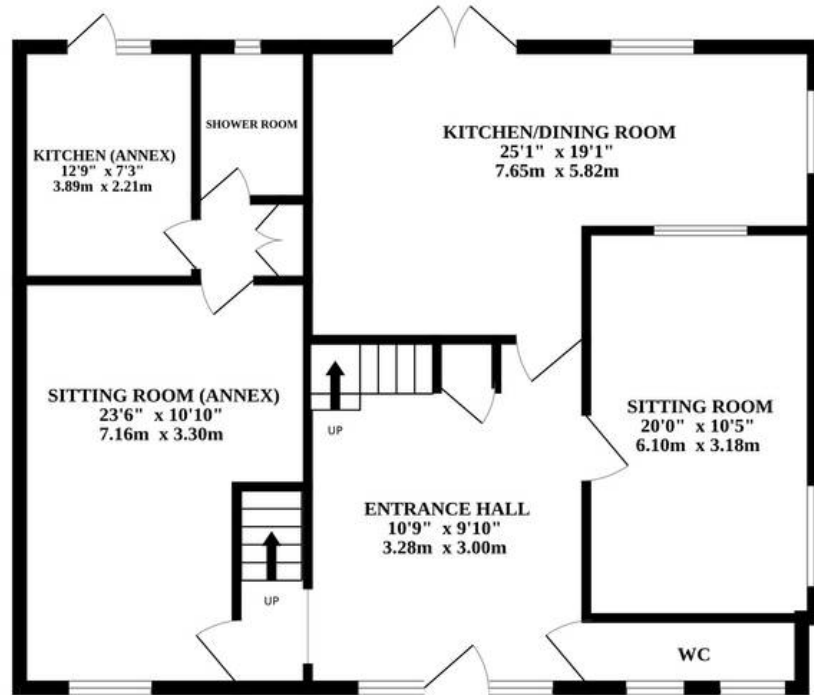 SHOWER ROOM
KITCHEN (ANNEX)
12'9" x 7'3"
3.89m x 2.21m
KITCHEN/DINING ROOM
25'1" x 19'1"
7.65m x 5.82m
SITTING ROOM (ANNEX)
23'6" x 10'10"
7.16m x 3.30m
UP
SITTING ROOM
20'0" x 10'5"
6.10m x 3.18m
ENTRANCE HALL
10'9" x 9'10"
3.28m x 3.00m
UP
WC